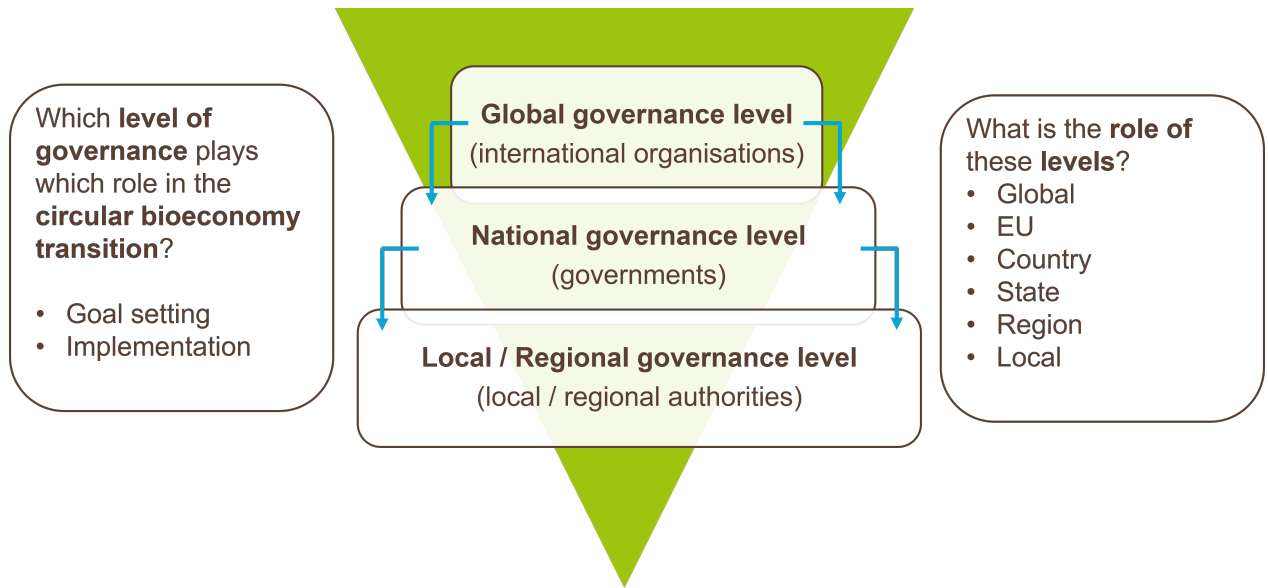 Which level of
governance plays
which role in the
circular bioeconomy
transition?
• Goal setting
• Implementation
Global governance level
(international organisations)
National governance level
(governments)
Local / Regional governance level
(local / regional authorities)
What is the role of
these levels?
• Global
• EU
• Country
• State
• Region
• Local